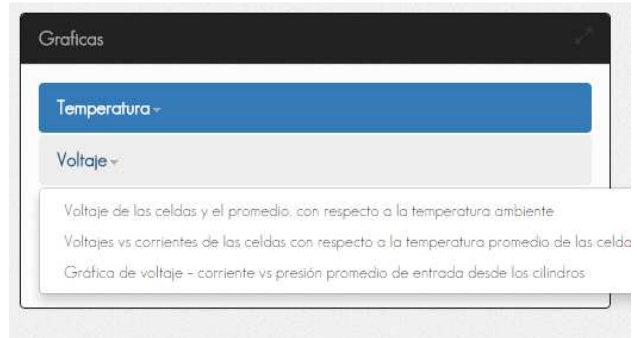 Graficas
Temperatura
Voltaje
Voltaje de las celdas y el promedio, con respecto a la temperatura ambiente
Voltajes vs corrientes de las celdas con respecto a la temperatura promedio de las celda
Gráfica de voltaje - corriente vs presión promedio de entrada desde los cilindros